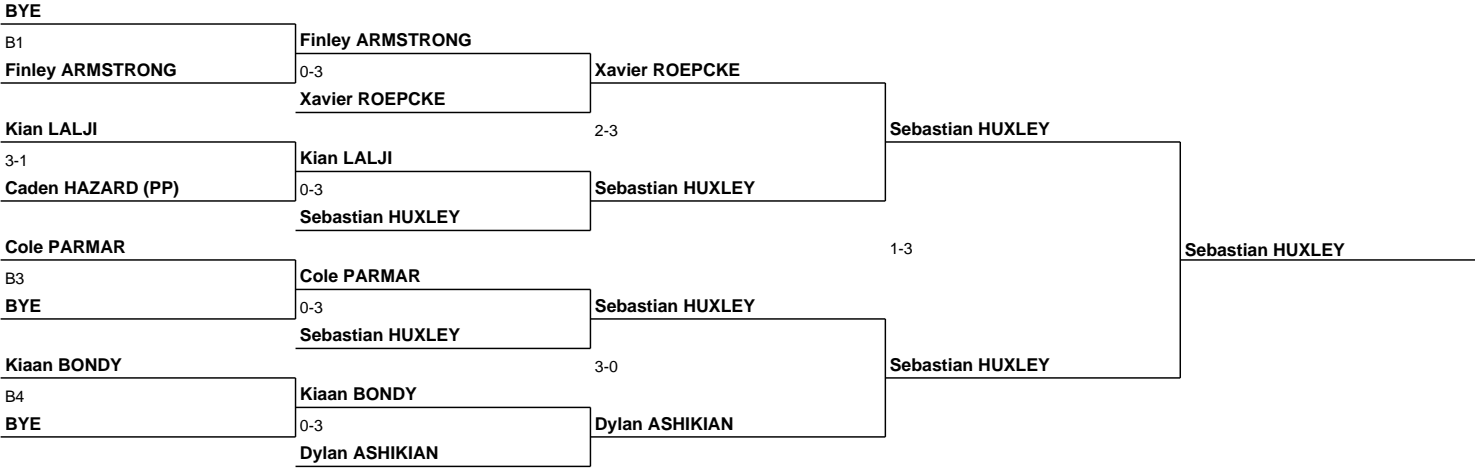 BYE
B1
Finley ARMSTRONG
Finley ARMSTRONG
0-3
Xavier ROEPCKE
Xavier ROEPCKE
Kian LALJI
3-1
Caden HAZARD (PP)
Kian LALJI
0-3
Sebastian HUXLEY
2-3
Sebastian HUXLEY
Sebastian HUXLEY
Cole PARMAR
B3
BYE
Cole PARMAR
0-3
Sebastian HUXLEY
Sebastian HUXLEY
1-3
Sebastian HUXLEY
Kiaan BONDY
B4
BYE
Kiaan BONDY
0-3
Dylan ASHIKIAN
3-0
Dylan ASHIKIAN
Sebastian HUXLEY